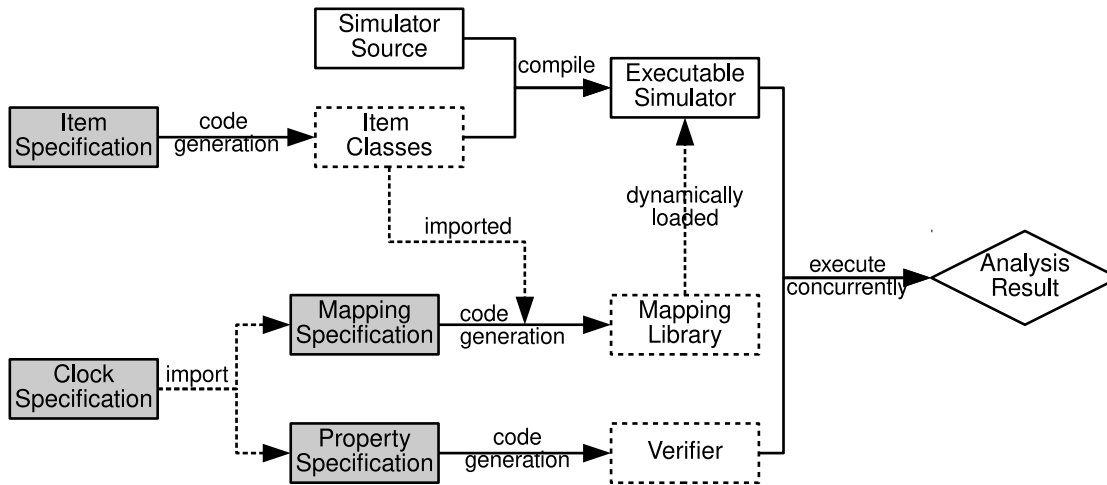 Simulator
Source
compile
Executable
Simulator
Item
Specification
code
generation
Item
Classes
dynamically
loaded
imported
execute
concurrently
Analysis
Result
Mapping
Specification
code
generation
Mapping
Library
Clock
Specification
import
Property
Specification
code
generation
Verifier